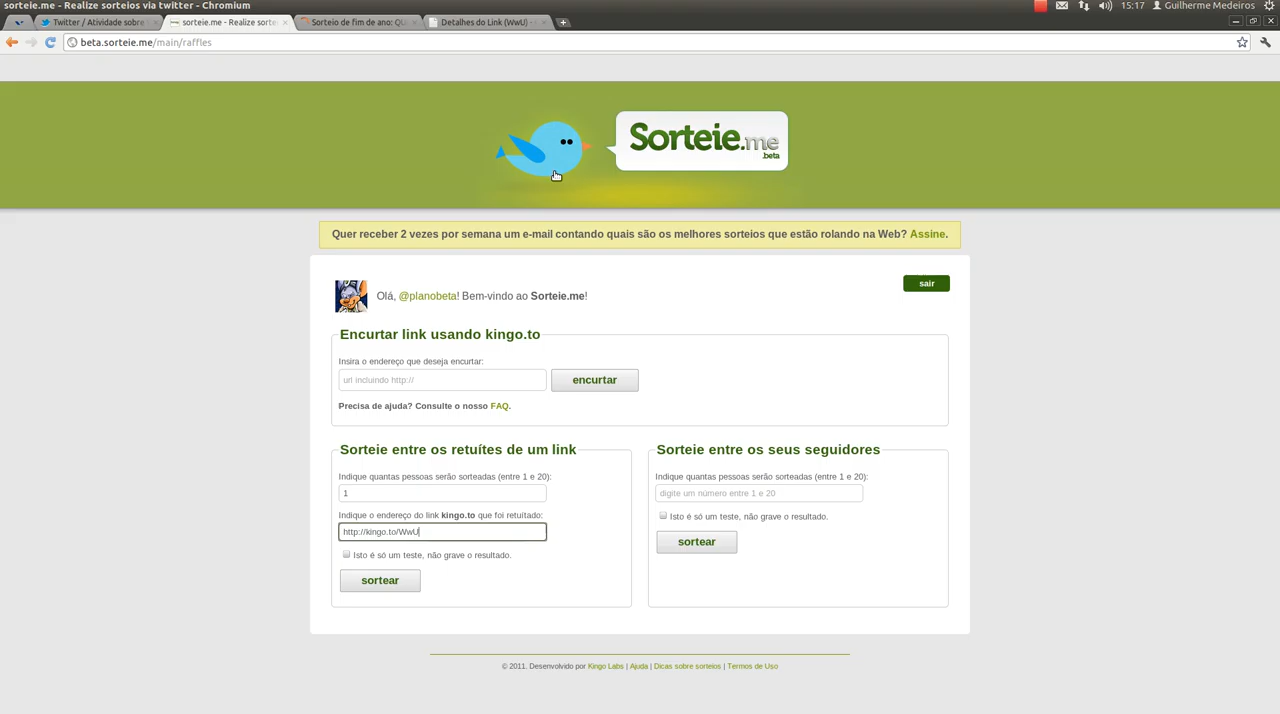 sorteie.me - Realize sorteios via twitter - Chromium
15:17 Guilherme Medeiros
Twitter / Atividade sobre
sorteie.me - Realize sorte
Sorteio de fim de ano: QU
Detalhes do Link (WwU)
beta.sorteie.me/main/raffles
Sorteie.me
.beta
Quer receber 2 vezes por semana um e-mail contando quais são os melhores sorteios que estão rolando na Web? Assine.
Olá, @planobeta! Bem-vindo ao Sorteie.me!
sair
Encurtar link usando kingo.to
Insira o endereço que deseja encurtar:
url incluindo http://
encurtar
Precisa de ajuda? Consulte o nosso FAQ.
Sorteie entre os retuítes de um link
Indique quantas pessoas serão sorteadas (entre 1 e 20):
1
Indique o endereço do link kingo.to que foi retuítado:
http://kingo.to/WwU
Isto é só um teste, não grave o resultado.
sortear
Sorteie entre os seus seguidores
Indique quantas pessoas serão sorteadas (entre 1 e 20):
digite um número entre 1 e 20
Isto é só um teste, não grave o resultado.
sortear
© 2011. Desenvolvido por Kingo Labs | Ajuda | Dicas sobre sorteios | Termos de Uso